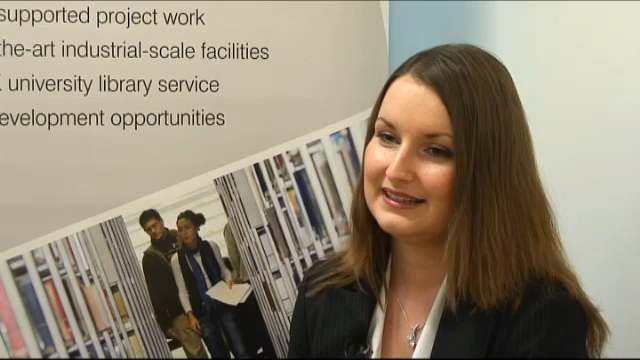 supported project work
the-art industrial-scale facilities
university library service
evelopment opportunities